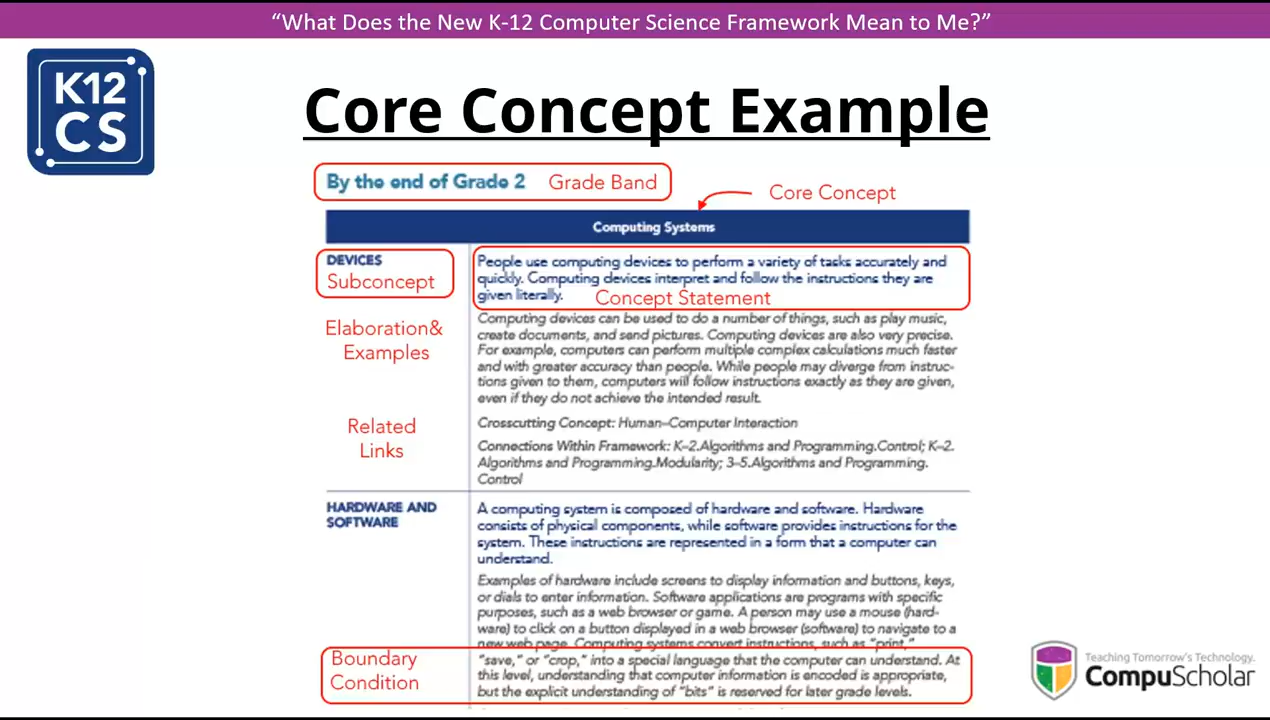 “What Does the New K-12 Computer Science Framework Mean to Me?”
K12
CS
Core Concept Example
By the end of Grade 2 Grade Band
Core Concept
Computing Systems
DEVICES
Subconcept
People use computing devices to perform a variety of tasks accurately and
quickly. Computing devices interpret and follow the instructions they are
given literally.
Concept Statement
Elaboration&
Examples
Computing devices can be used to do a number of things, such as play music,
create documents, and send pictures. Computing devices are also very precise.
For example, computers can perform multiple complex calculations much faster
and with greater accuracy than people. While people may diverge from instruc-
tions given to them, computers will follow instructions exactly as they are given,
even if they do not achieve the intended result.
Related
Links
Crosscutting Concept: Human–Computer Interaction
Connections Within Framework: K–2.Algorithms and Programming.Control; K–2.
Algorithms and Programming.Modularity; 3–5.Algorithms and Programming.
Control
HARDWARE AND
SOFTWARE
A computing system is composed of hardware and software. Hardware
consists of physical components, while software provides instructions for the
system. These instructions are represented in a form that a computer can
understand.
Examples of hardware include screens to display information and buttons, keys,
or dials to enter information. Software applications are programs with specific
purposes, such as a web browser or game. A person may use a mouse (hard-
ware) to click on a button displayed in a web browser (software) to navigate to a
new web page. Computing systems convert instructions, such as “print,”
“save,” or “crop,” into a special language that the computer can understand. At
this level, understanding that computer information is encoded is appropriate,
but the explicit understanding of “bits” is reserved for later grade levels.
Boundary
Condition
Teaching Tomorrow's Technology.
CompuScholar